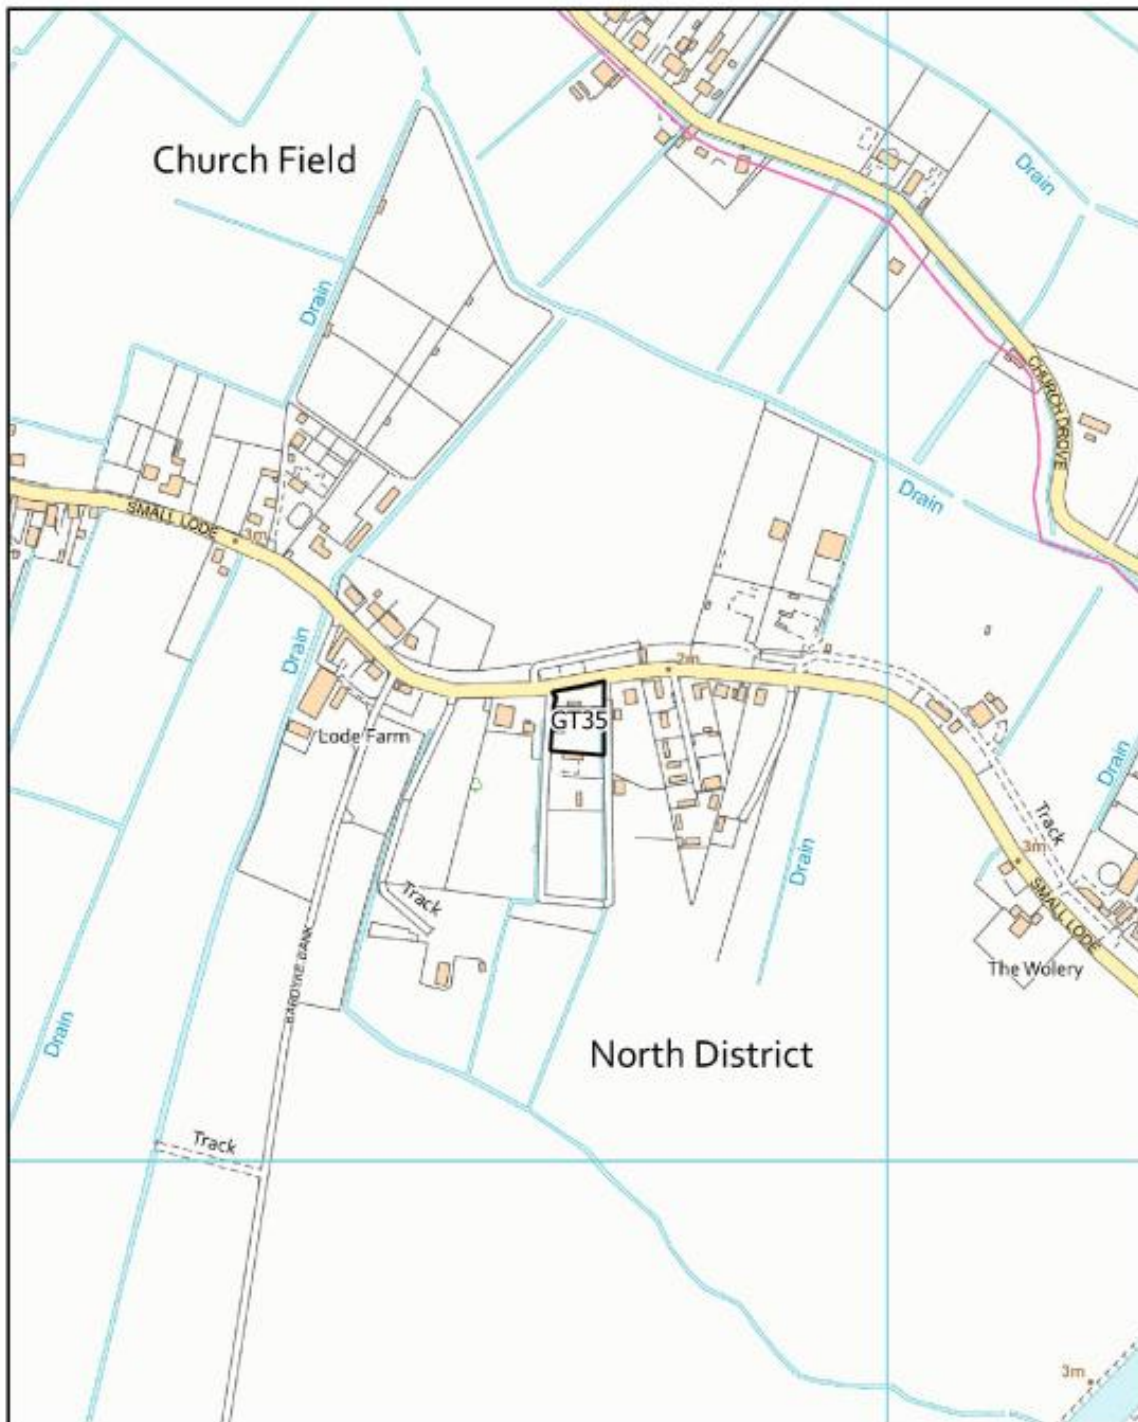 Church Field
Drain
Drain
Drain
CHURCH DROVE
SMALL LODE
3m
Drain
2m
GT35
Lode Farm
Drain
Track
3m
Drain
Track
SMALL LODE
The Wolery
BARDYKE BANK
Drain
North District
Track
3m